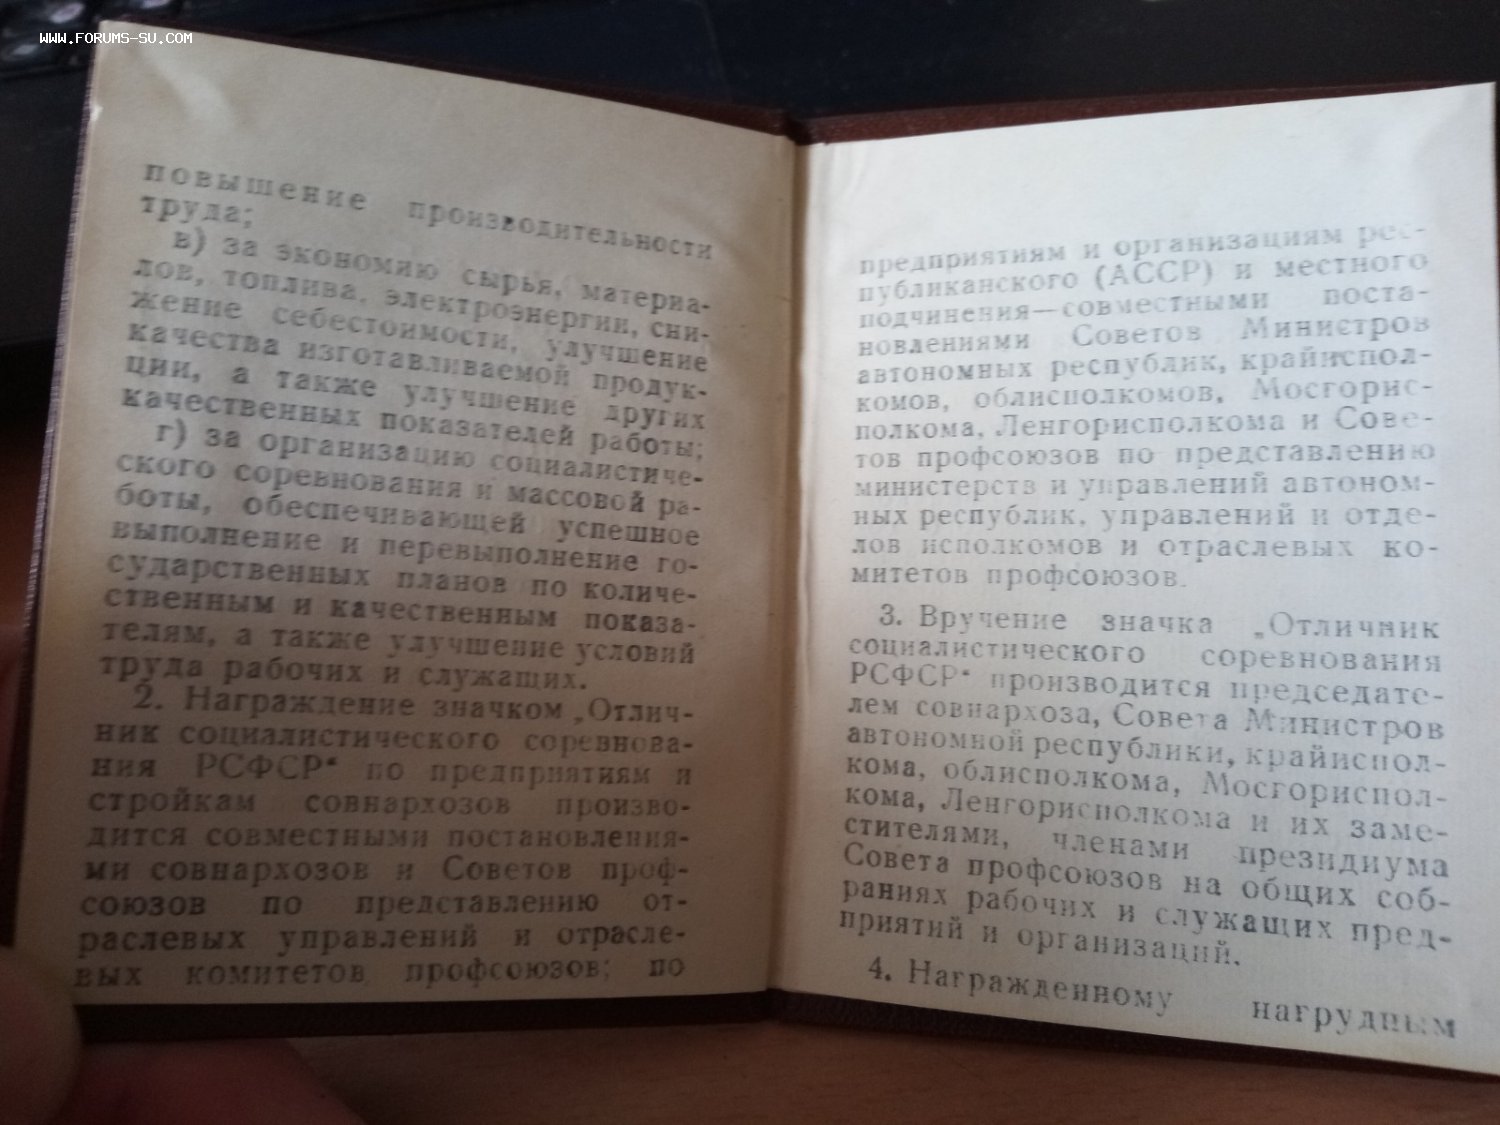 WWW.FORUMS-SU.COM
повышение производительности
труда;
в) за экономию сырья, материа-
лов, топлива, электроэнергии, сни-
жение себестоимости, улучшение
качества изготавливаемой продук-
ции, а также улучшение других
качественных показателей работы;
г) за организацию социалистиче-
ского соревнования и массовой ра-
боты, обеспечивающей успешное
выполнение и перевыполнение го-
сударственных планов по количе-
ственным и качественным показа-
телям, а также улучшение условий
труда рабочих и служащих.
2. Награждение значком „Отлич-
ник социалистического соревнова-
ния РСФСР“ по предприятиям и
стройкам совнархозов произво-
дится совместными постановления-
ми совнархозов и Советов проф-
союзов по представлению от-
раслевых управлений и отрасле-
вых комитетов профсоюзов; по
предприятиям и организациям рес-
публиканского (АССР) и местного
подчинения—совместными поста-
новлениями Советов Министров
автономных республик, крайиспол-
комов, облисполкомов, Мосгорис-
полкома, Ленгорисполкома и Сове-
тов профсоюзов по представлению
министерств и управлений автоном-
ных республик, управлений и отде-
лов исполкомов и отраслевых ко-
митетов профсоюзов.
3. Вручение значка „Отличник
социалистического соревнования
РСФСР“ производится председате-
лем совнархоза, Совета Министров
автономной республики, крайиспол-
кома, облисполкома, Мосгориспол-
кома, Ленгорисполкома и их заме-
стителями, членами президиума
Совета профсоюзов на общих соб-
раниях рабочих и служащих пред-
приятий и организаций.
4. Награжденному нагрудным